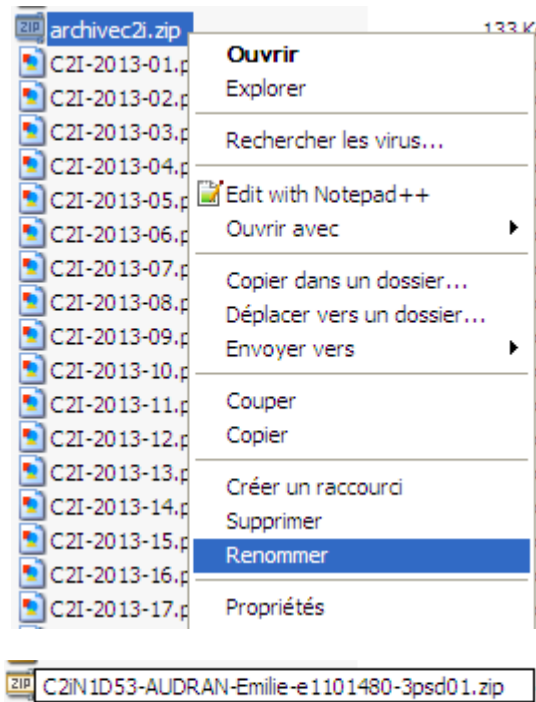 ZIP archivec2i.zip 133 K
C2I-2013-01.p
C2I-2013-02.p
C2I-2013-03.p
C2I-2013-04.p
C2I-2013-05.p
C2I-2013-06.p
C2I-2013-07.p
C2I-2013-08.p
C2I-2013-09.p
C2I-2013-10.p
C2I-2013-11.p
C2I-2013-12.p
C2I-2013-13.p
C2I-2013-14.p
C2I-2013-15.p
C2I-2013-16.p
C2I-2013-17.p
Ouvrir
Explorer
Rechercher les virus...
Edit with Notepad++
Ouvrir avec
Copier dans un dossier...
Déplacer vers un dossier...
Envoyer vers
Couper
Copier
Créer un raccourci
Supprimer
Renommer
Propriétés
ZIP C2iN1D53-AUDRAN-Emilie-e1101480-3psd01.zip